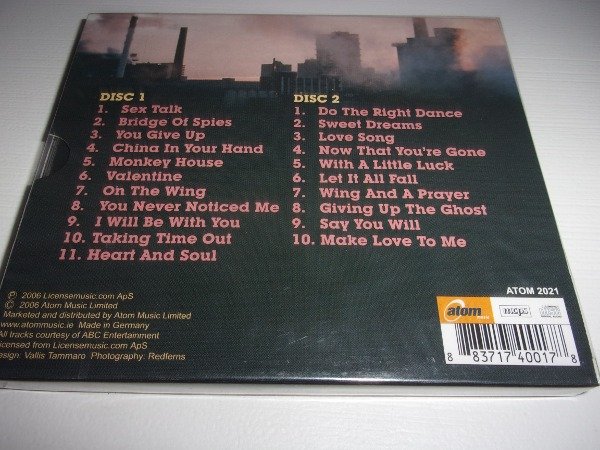 DISC 1
1. Sex Talk
2. Bridge Of Spies
3. You Give Up
4. China In Your Hand
5. Monkey House
6. Valentine
7. On The Wing
8. You Never Noticed Me
9. I Will Be With You
10. Taking Time Out
11. Heart And Soul
DISC 2
1. Do The Right Dance
2. Sweet Dreams
3. Love Song
4. Now That You're Gone
5. With A Little Luck
6. Let It All Fall
7. Wing And A Prayer
8. Giving Up The Ghost
9. Say You Will
10. Make Love To Me
℗ 2006 Licensemusic.com ApS
© 2006 Atom Music Limited
Marketed and distributed by Atom Music Limited
www.atommusic.ie Made in Germany
All tracks courtesy of ABC Entertainment
licensed from Licensemusic.com ApS
Design: Vallis Tammaro Photography: Redferns
ATOM 2021
atom
mcps
8 83717 40017 8